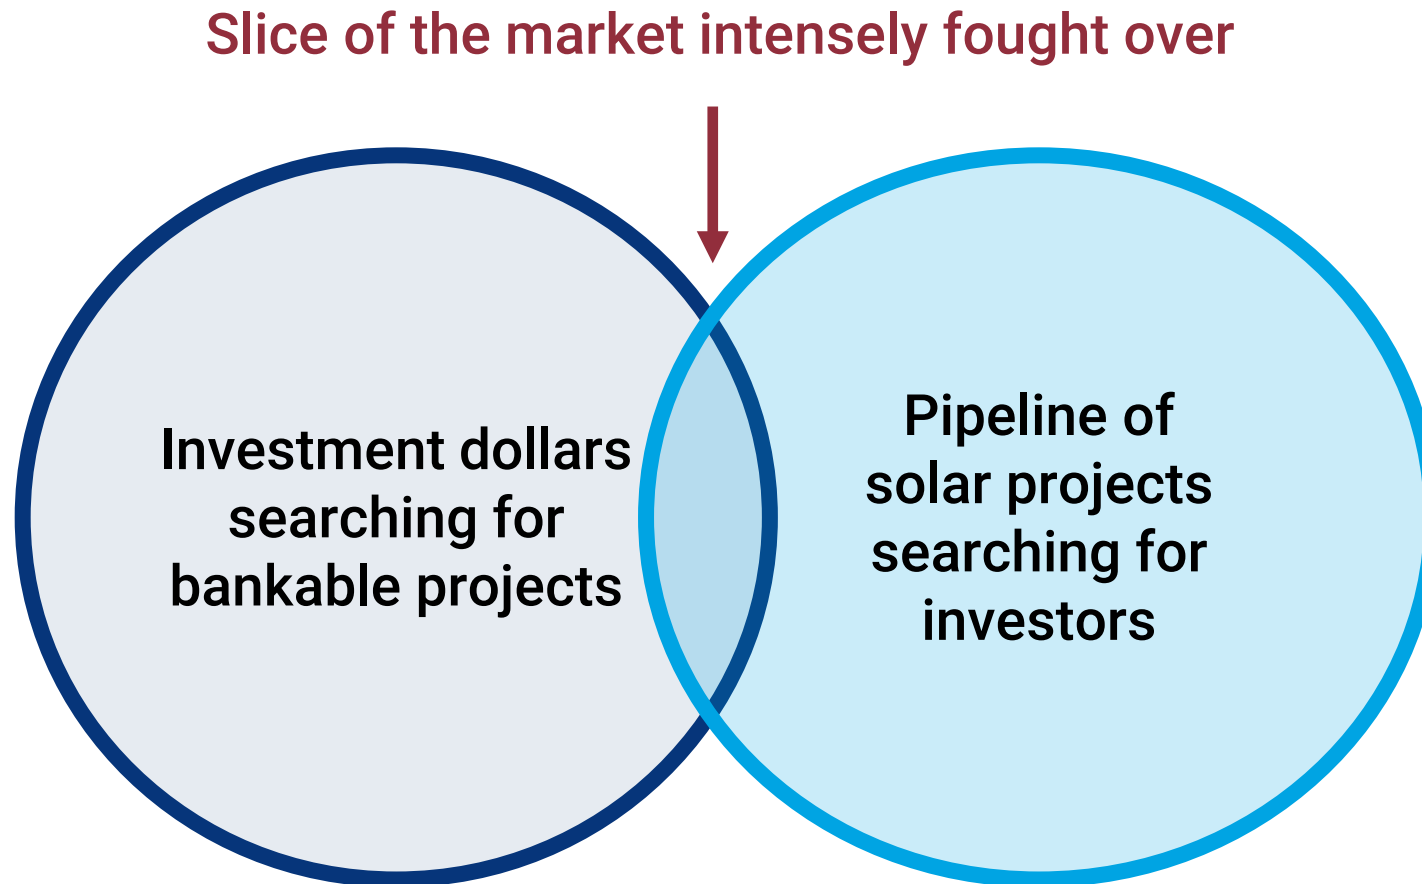 Slice of the market intensely fought over
Investment dollars
searching for
bankable projects
Pipeline of
solar projects
searching for
investors